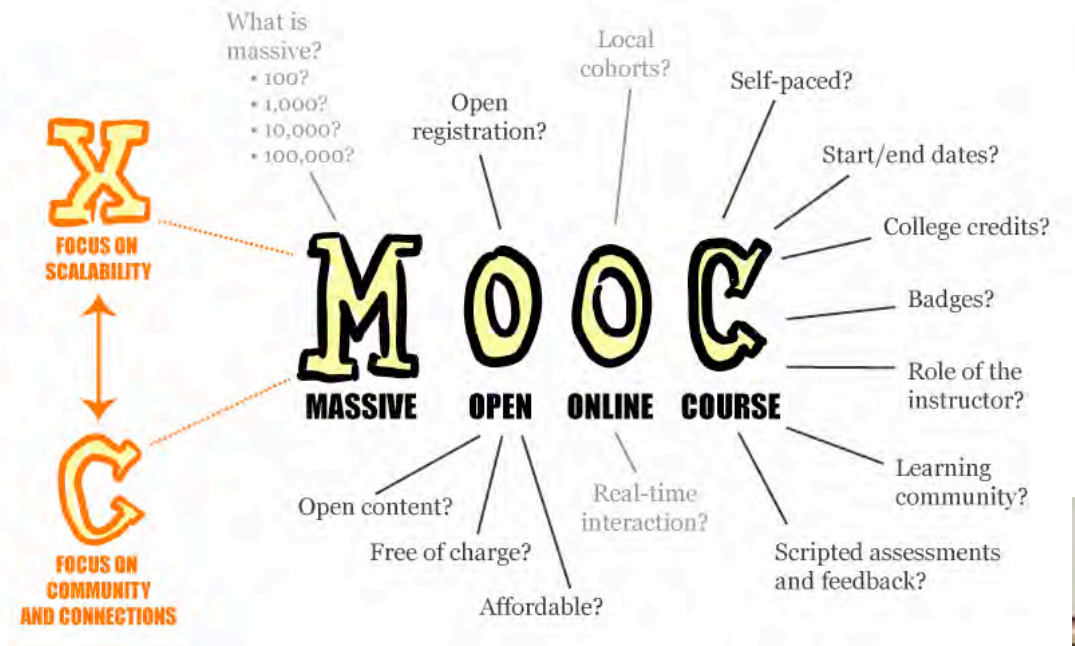 What is
massive?
• 100?
• 1,000?
• 10,000?
• 100,000?
Open
registration?
Local
cohorts?
Self-paced?
Start/end dates?
College credits?
Badges?
Role of the
instructor?
Learning
community?
Scripted assessments
and feedback?
X
FOCUS ON
SCALABILITY
C
FOCUS ON
COMMUNITY
AND CONNECTIONS
MOOC
MASSIVE OPEN ONLINE COURSE
Open content?
Free of charge?
Affordable?
Real-time
interaction?